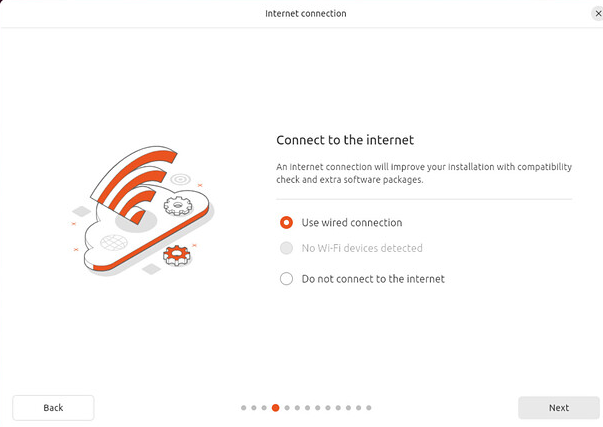 Internet connection
Connect to the internet
An internet connection will improve your installation with compatibility
check and extra software packages.
Use wired connection
No Wi-Fi devices detected
Do not connect to the internet
Back
Next